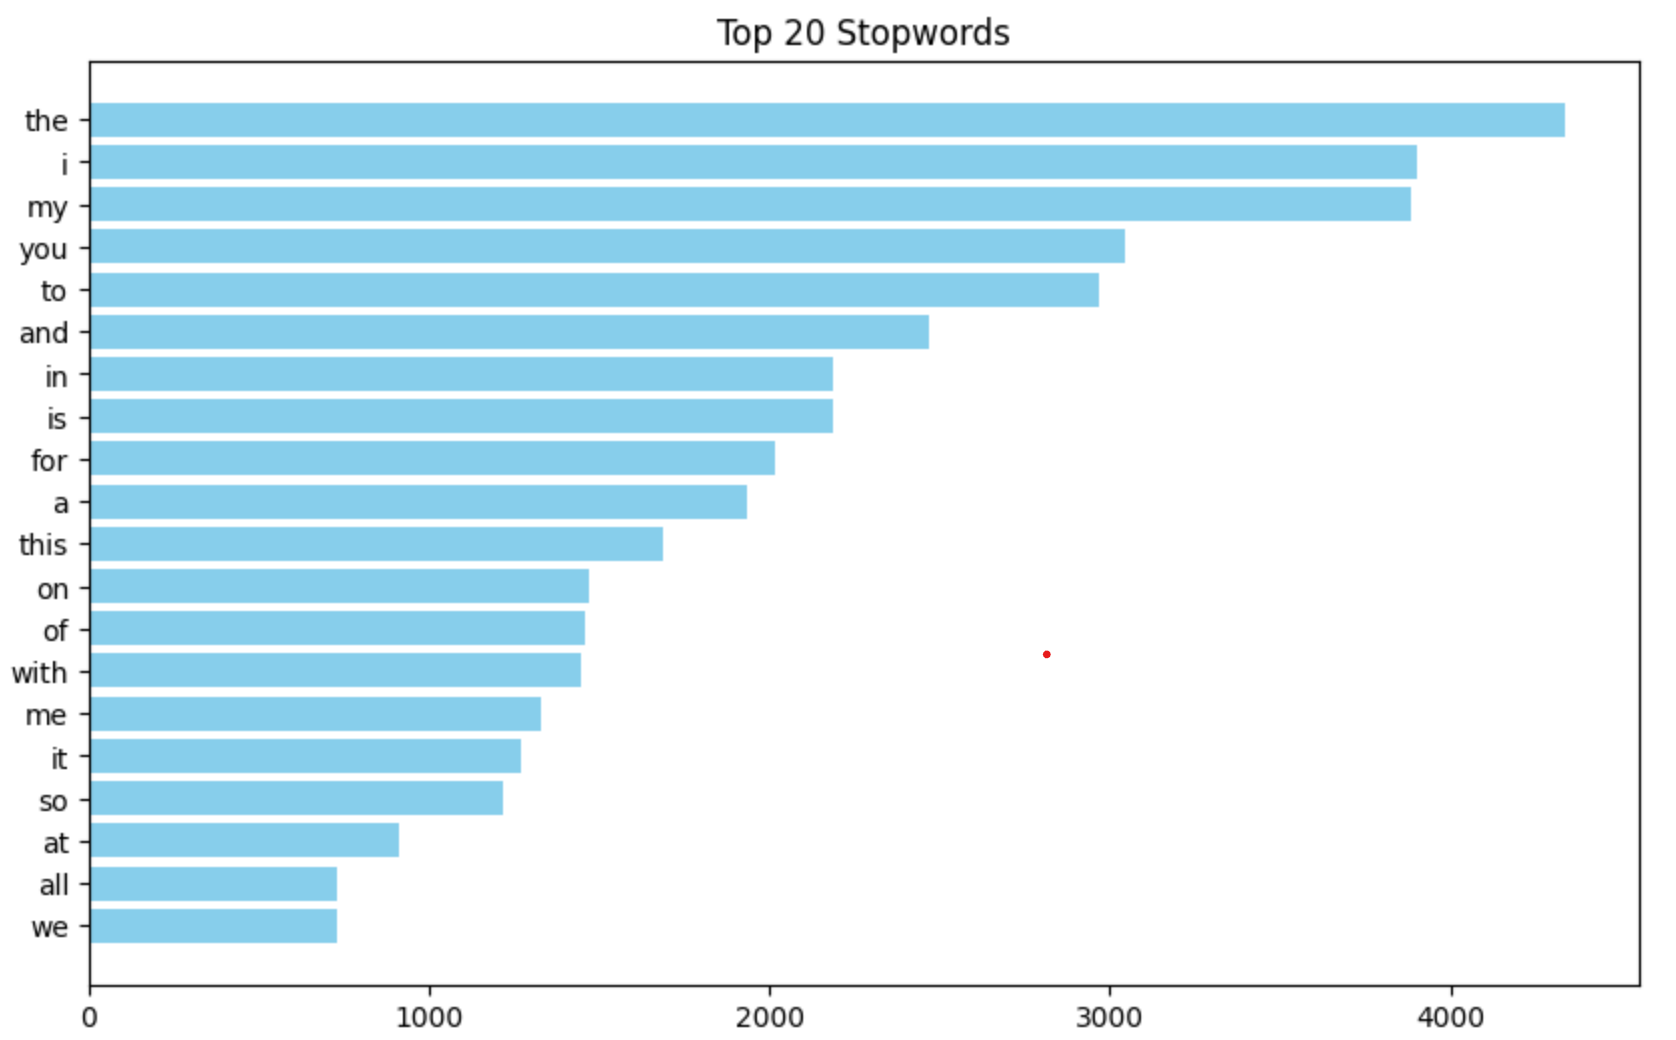 Top 20 Stopwords
the
i
my
you
to
and
in
is
for
a
this
on
of
with
me
it
so
at
all
we
0 1000 2000 3000 4000